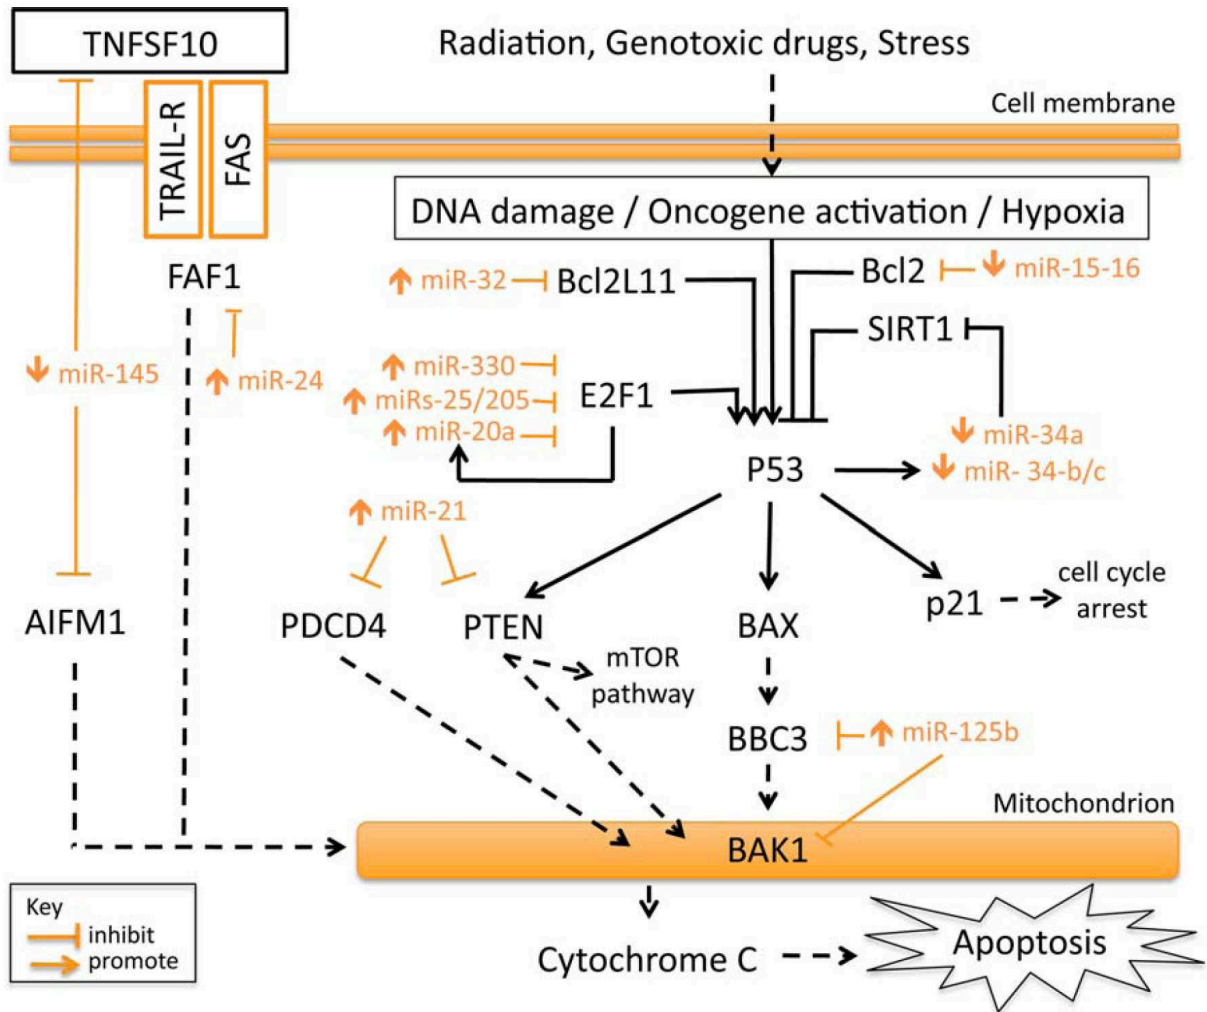 TNFSF10
Radiation, Genotoxic drugs, Stress
Cell membrane
TRAIL-R
FAS
DNA damage / Oncogene activation / Hypoxia
FAF1
miR-32
Bcl2L11
Bcl2
miR-15-16
SIRT1
miR-145
miR-24
miR-330
miRs-25/205
miR-20a
E2F1
miR-34a
P53
miR- 34-b/c
miR-21
AIFM1
PDCD4
PTEN
BAX
p21
cell cycle
arrest
mTOR
pathway
BBC3
miR-125b
Mitochondrion
BAK1
Key
inhibit
promote
Cytochrome C
Apoptosis